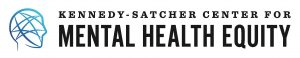 KENNEDY-SATCHER CENTER FOR
MENTAL HEALTH EQUITY